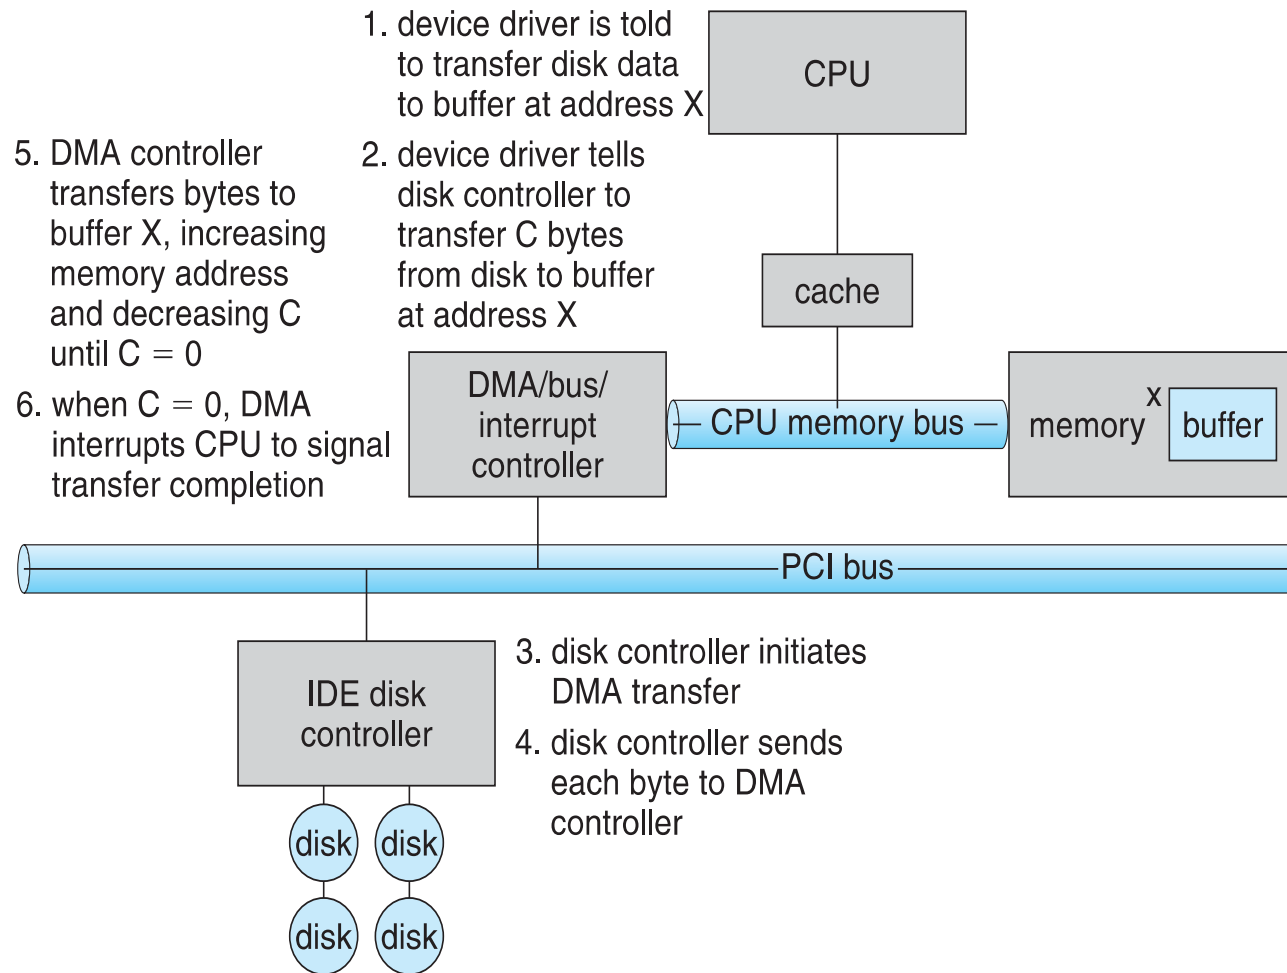 1. device driver is told
to transfer disk data
to buffer at address X
CPU
5. DMA controller
transfers bytes to
buffer X, increasing
memory address
and decreasing C
until C = 0
2. device driver tells
disk controller to
transfer C bytes
from disk to buffer
at address X
cache
6. when C = 0, DMA
interrupts CPU to signal
transfer completion
DMA/bus/
interrupt
controller
CPU memory bus
memory
x
buffer
PCI bus
IDE disk
controller
3. disk controller initiates
DMA transfer
4. disk controller sends
each byte to DMA
controller
disk
disk
disk
disk